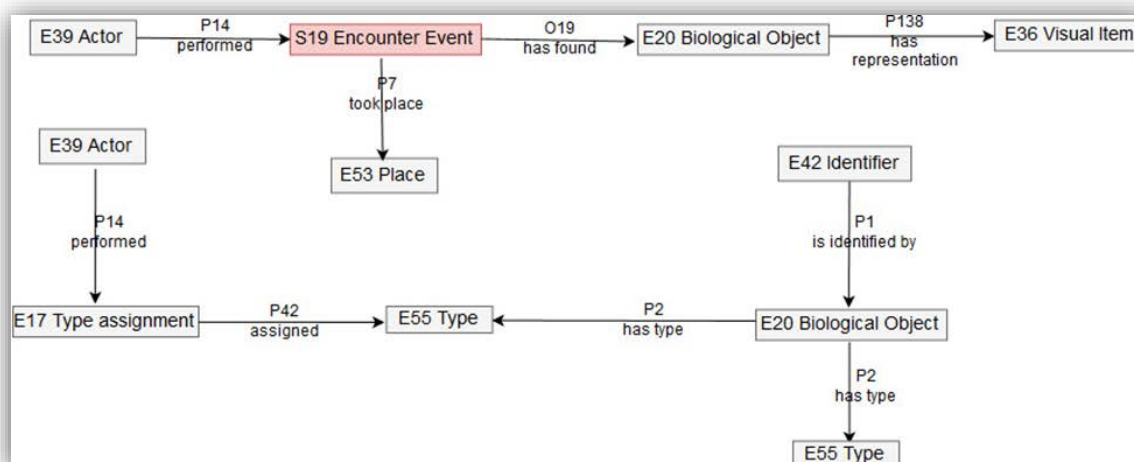 E39 Actor
P14
performed
S19 Encounter Event
O19
has found
E20 Biological Object
P138
has
representation
E36 Visual Item
P7
took place
E53 Place
E39 Actor
P14
performed
E17 Type assignment
P42
assigned
E55 Type
P2
has type
E42 Identifier
P1
is identified by
E20 Biological Object
P2
has type
E55 Type